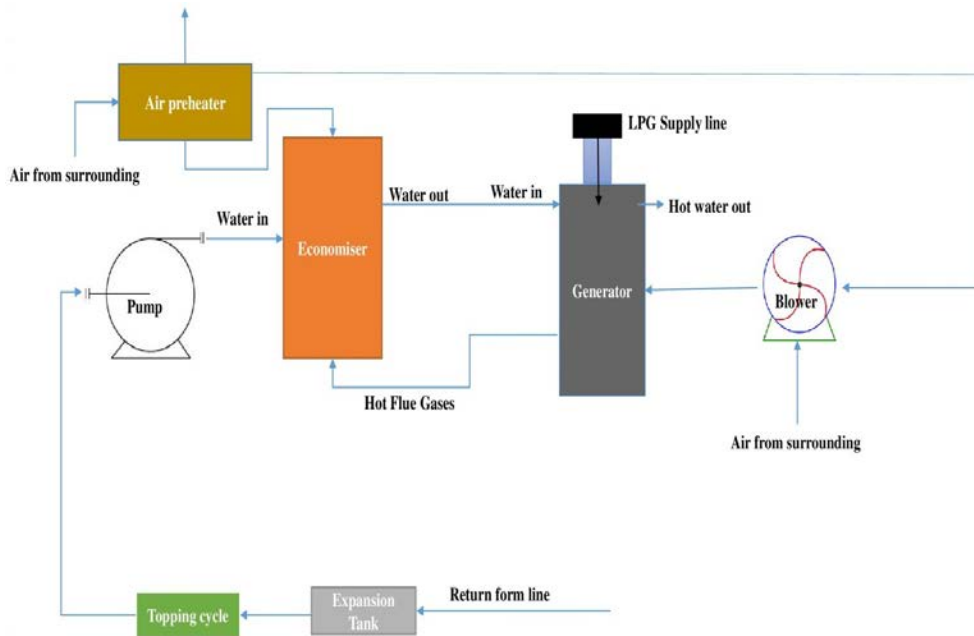 Air preheater
LPG Supply line
Air from surrounding
Water out
Water in
Hot water out
Water in
Economiser
Generator
Pump
Blower
Hot Flue Gases
Air from surrounding
Topping cycle
Expansion
Tank
Return form line